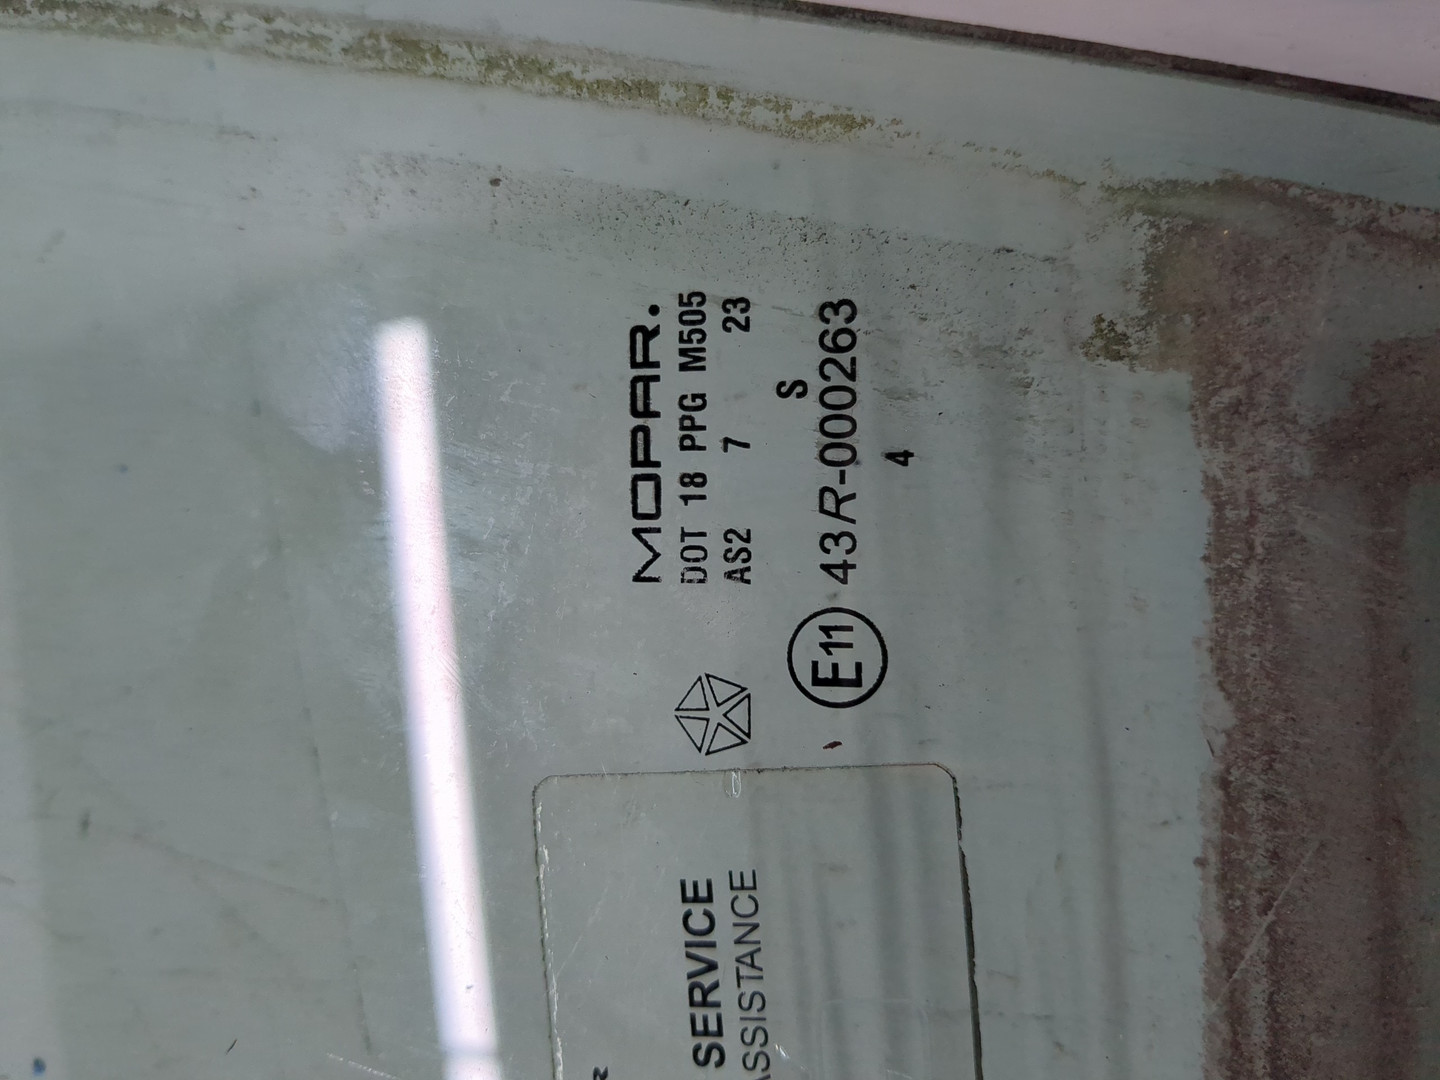 MOPAR.
DOT 18 PPG M505
AS2 7 23
S
E11 43R-000263
4
SERVICE
ASSISTANCE